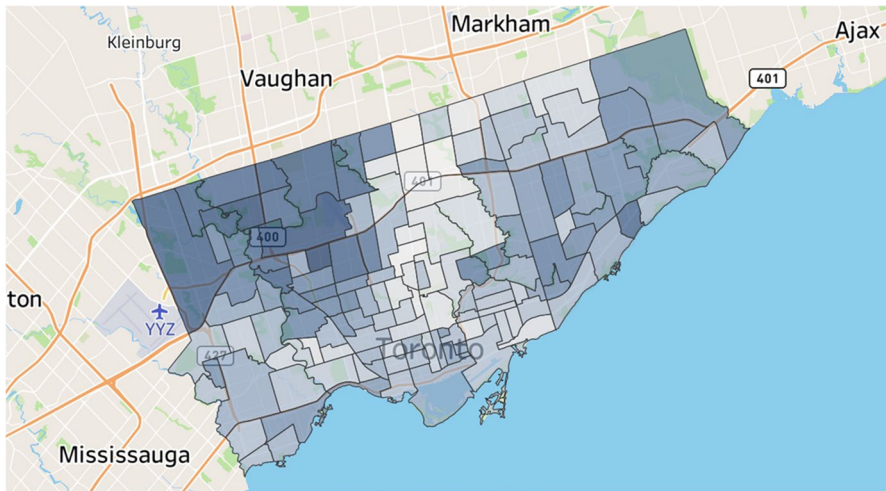 Markham
Ajax
Kleinburg
Vaughan
401
401
400
ton
YYZ
427
Toronto
Mississauga